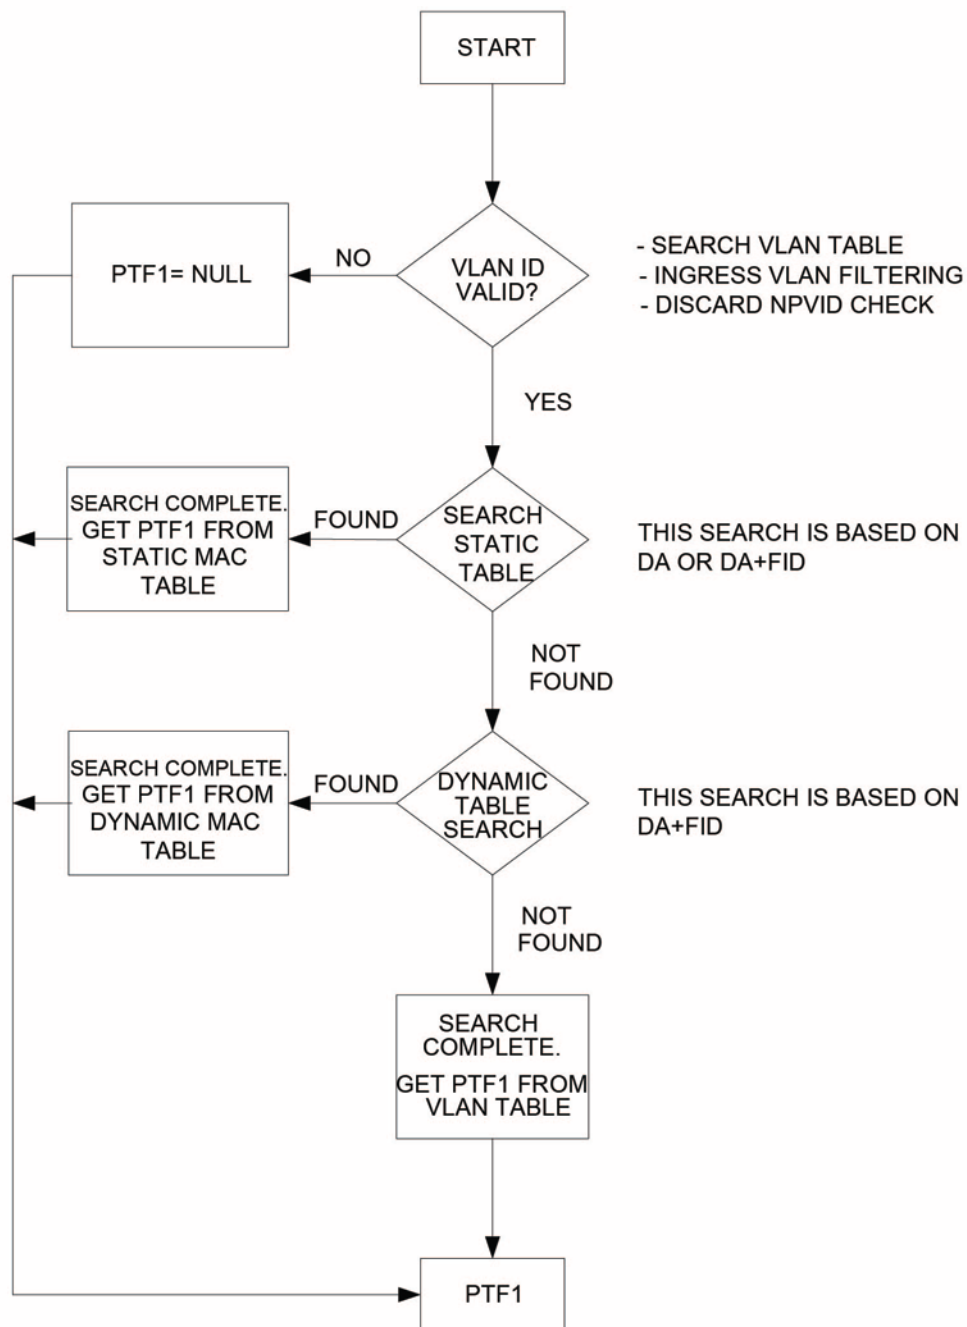 START
PTF1= NULL
NO
VLAN ID
VALID?
- SEARCH VLAN TABLE
- INGRESS VLAN FILTERING
- DISCARD NPVID CHECK
YES
SEARCH COMPLETE.
GET PTF1 FROM
STATIC MAC
TABLE
FOUND
SEARCH
STATIC
TABLE
THIS SEARCH IS BASED ON
DA OR DA+FID
NOT
FOUND
SEARCH COMPLETE.
GET PTF1 FROM
DYNAMIC MAC
TABLE
FOUND
DYNAMIC
TABLE
SEARCH
THIS SEARCH IS BASED ON
DA+FID
NOT
FOUND
SEARCH
COMPLETE.
GET PTF1 FROM
VLAN TABLE
PTF1